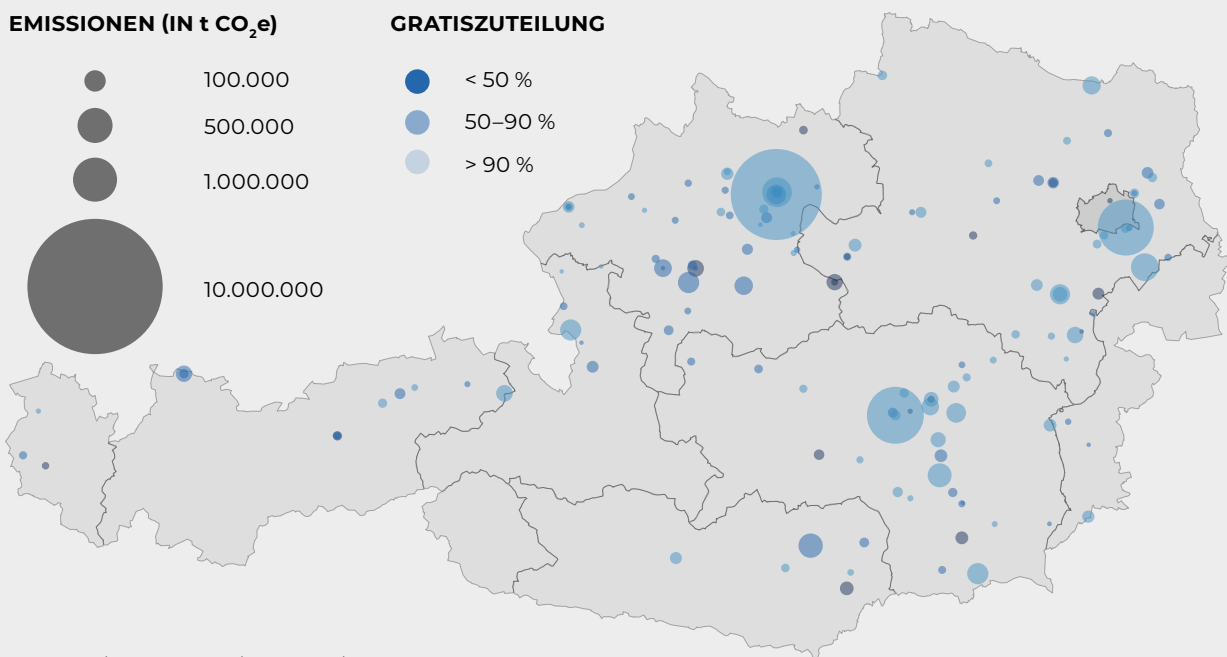 EMISSIONEN (IN t CO₂e)
100.000
500.000
1.000.000
10.000.000
GRATISZUTEILUNG
< 50 %
50–90 %
> 90 %